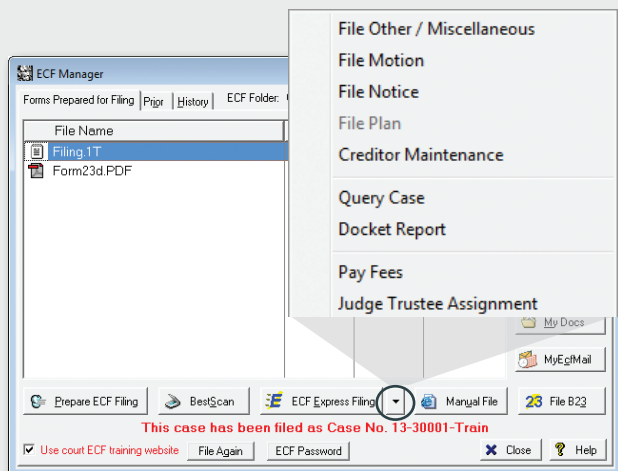 File Other / Miscellaneous
File Motion
File Notice
File Plan
Creditor Maintenance
Query Case
Docket Report
Pay Fees
Judge Trustee Assignment
ECF Manager
Forms Prepared for Filing Prior History ECF Folder:
File Name
Filing.1T
Form23d.PDF
My Docs
MyEcfMail
Prepare ECF Filing BestScan ECF Express Filing Manual File 23 File B23
This case has been filed as Case No. 13-30001-Train
Use court ECF training website File Again ECF Password Close Help